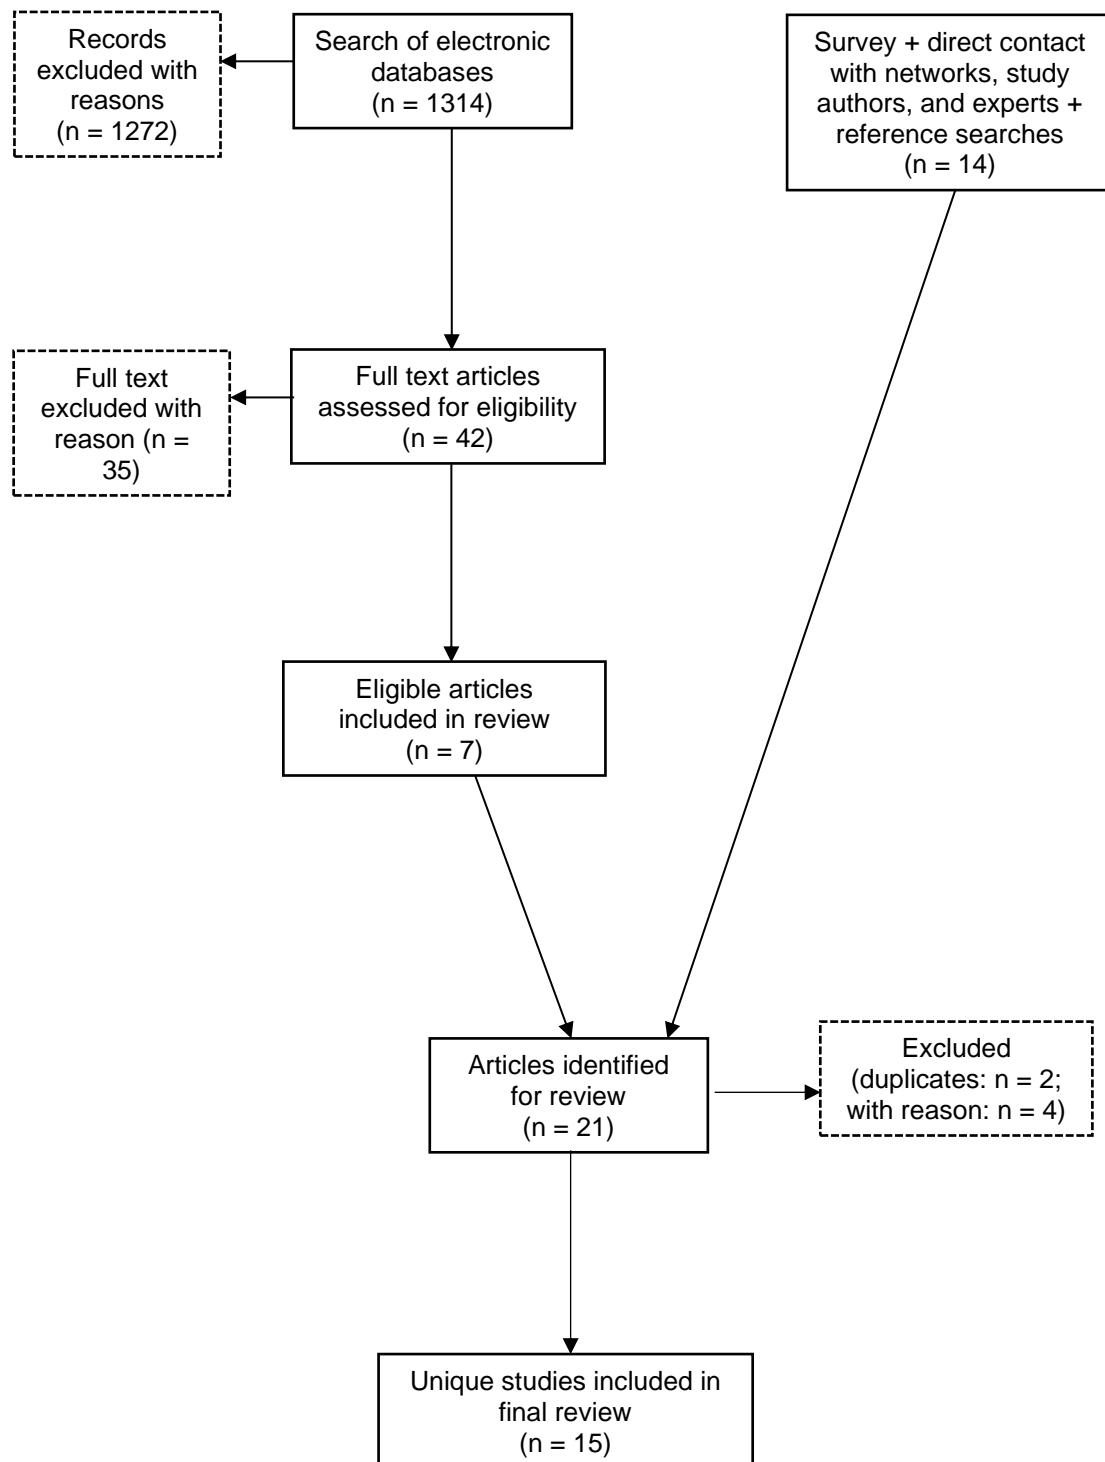 Records
excluded with
reasons
(n = 1272)
Search of electronic
databases
(n = 1314)
Survey + direct contact
with networks, study
authors, and experts +
reference searches
(n = 14)
Full text
excluded with
reason (n =
35)
Full text articles
assessed for eligibility
(n = 42)
Eligible articles
included in review
(n = 7)
Articles identified
for review
(n = 21)
Excluded
(duplicates: n = 2;
with reason: n = 4)
Unique studies included in
final review
(n = 15)